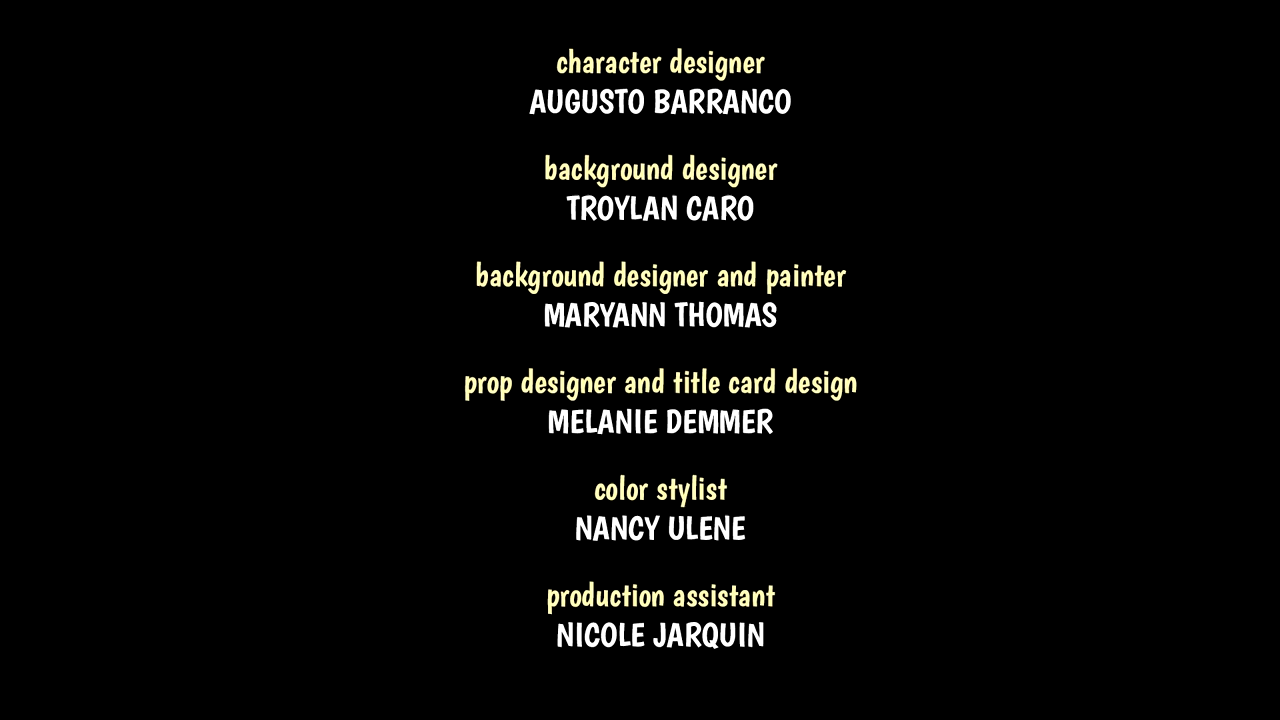 character designer
AUGUSTO BARRANCO
background designer
TROYLAN CARO
background designer and painter
MARYANN THOMAS
prop designer and title card design
MELANIE DEMMER
color stylist
NANCY ULENE
production assistant
NICOLE JARQUIN